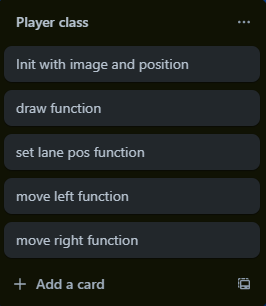 Player class
Init with image and position
draw function
set lane pos function
move left function
move right function
Add a card